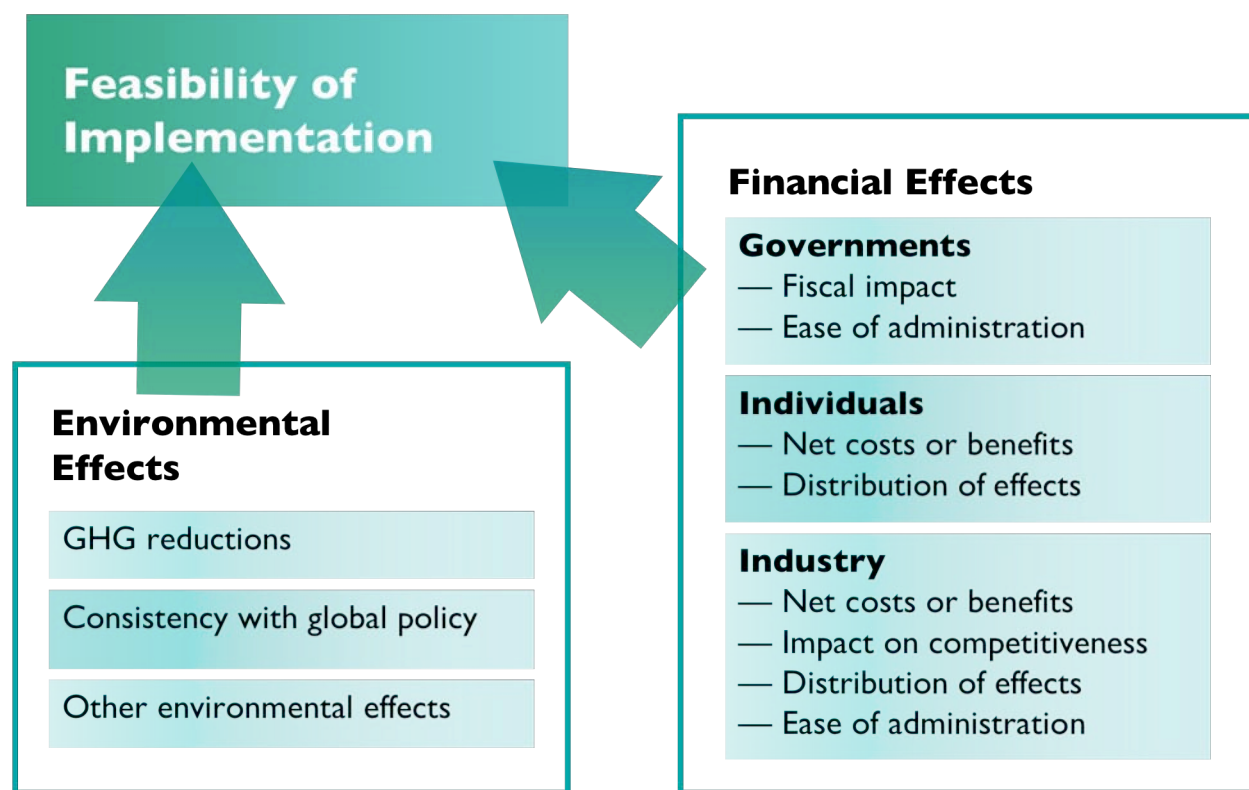 Feasibility of
Implementation
Environmental
Effects
GHG reductions
Consistency with global policy
Other environmental effects
Financial Effects
Governments
— Fiscal impact
— Ease of administration
Individuals
— Net costs or benefits
— Distribution of effects
Industry
— Net costs or benefits
— Impact on competitiveness
— Distribution of effects
— Ease of administration